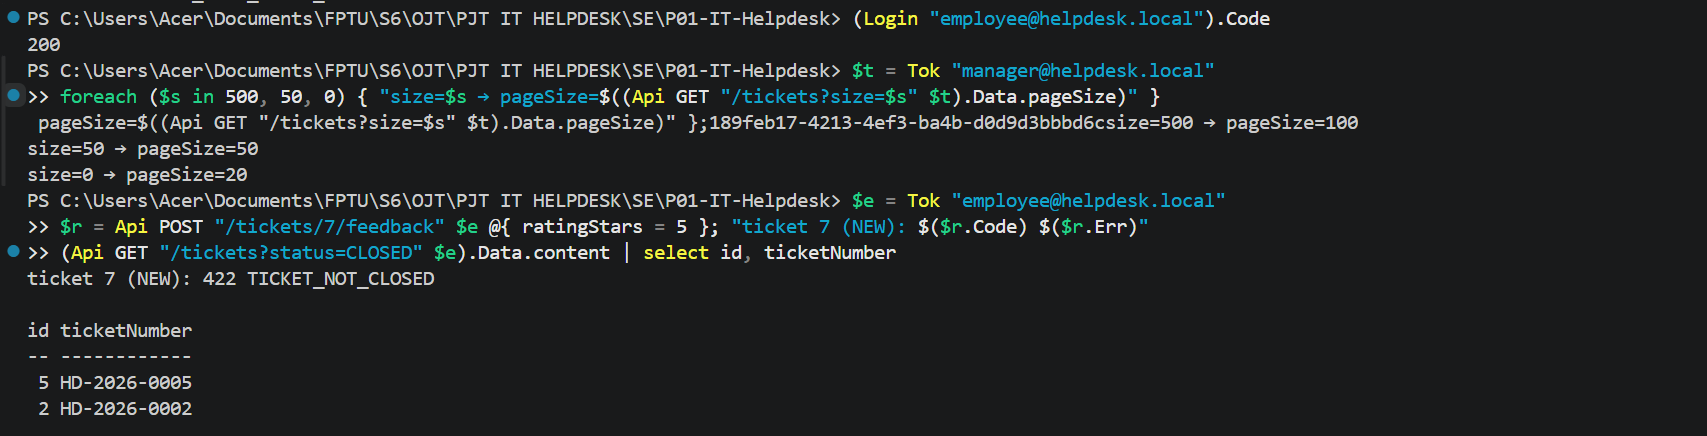 PS C:\Users\Acer\Documents\FPTU\S6\OJT\PJT IT HELPDESK\SE\P01-IT-Helpdesk> (Login "employee@helpdesk.local").Code
200
PS C:\Users\Acer\Documents\FPTU\S6\OJT\PJT IT HELPDESK\SE\P01-IT-Helpdesk> $t = Tok "manager@helpdesk.local"
>> foreach ($s in 500, 50, 0) { "size=$s → pageSize=$((Api GET "/tickets?size=$s" $t).Data.pageSize)" }
 pageSize=$((Api GET "/tickets?size=$s" $t).Data.pageSize)" };189feb17-4213-4ef3-ba4b-d0d9d3bbbd6csize=500 → pageSize=100
size=50 → pageSize=50
size=0 → pageSize=20
PS C:\Users\Acer\Documents\FPTU\S6\OJT\PJT IT HELPDESK\SE\P01-IT-Helpdesk> $e = Tok "employee@helpdesk.local"
>> $r = Api POST "/tickets/7/feedback" $e @{ ratingStars = 5 }; "ticket 7 (NEW): $($r.Code) $($r.Err)"
>> (Api GET "/tickets?status=CLOSED" $e).Data.content | select id, ticketNumber
ticket 7 (NEW): 422 TICKET_NOT_CLOSED
id ticketNumber
-- ------------
5 HD-2026-0005
2 HD-2026-0002